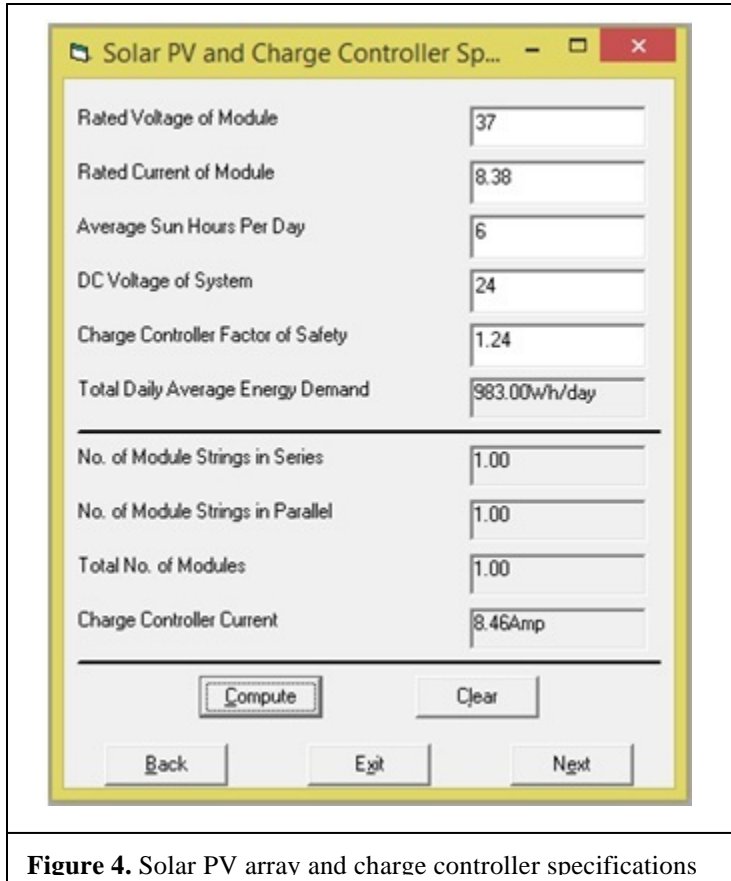 Solar PV and Charge Controller Sp...
Rated Voltage of Module 37
Rated Current of Module 8.38
Average Sun Hours Per Day 6
DC Voltage of System 24
Charge Controller Factor of Safety 1.24
Total Daily Average Energy Demand 983.00Wh/day
No. of Module Strings in Series 1.00
No. of Module Strings in Parallel 1.00
Total No. of Modules 1.00
Charge Controller Current 8.46Amp
Compute Clear
Back Exit Next
Figure 4. Solar PV array and charge controller specifications